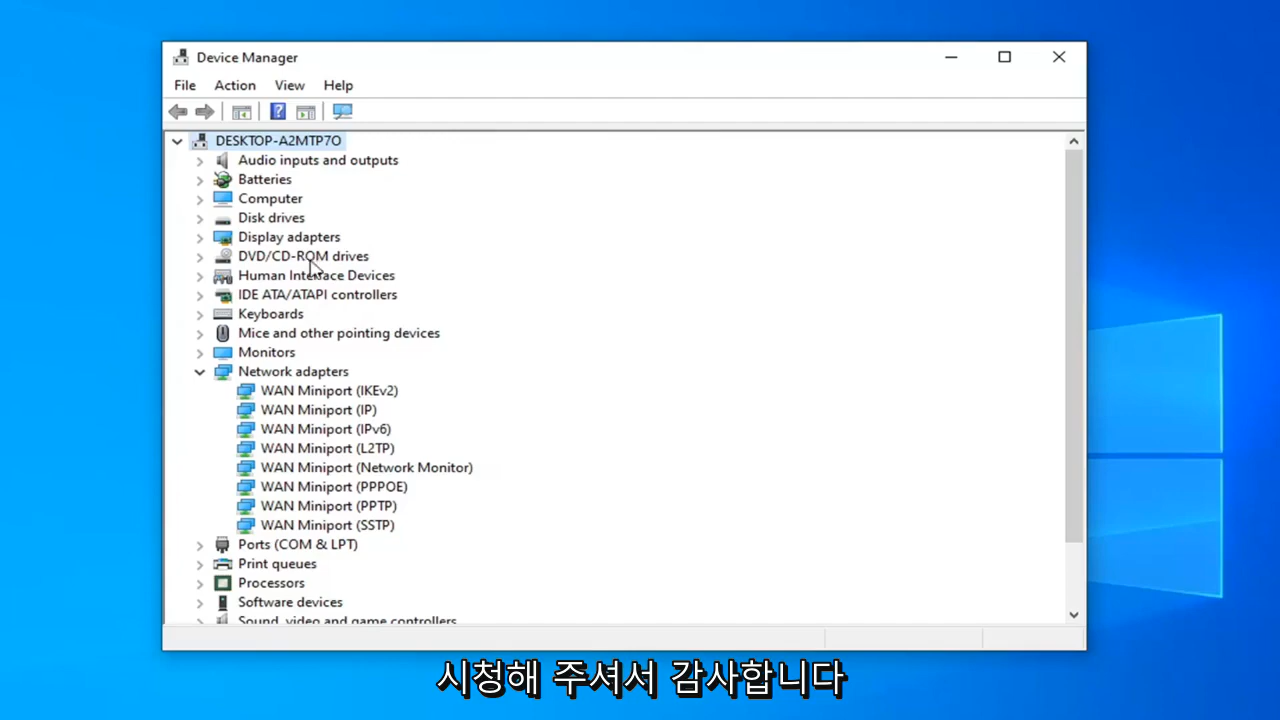 Device Manager
File Action View Help
DESKTOP-A2MTP7O
Audio inputs and outputs
Batteries
Computer
Disk drives
Display adapters
DVD/CD-ROM drives
Human Interface Devices
IDE ATA/ATAPI controllers
Keyboards
Mice and other pointing devices
Monitors
Network adapters
WAN Miniport (IKEv2)
WAN Miniport (IP)
WAN Miniport (IPv6)
WAN Miniport (L2TP)
WAN Miniport (Network Monitor)
WAN Miniport (PPPOE)
WAN Miniport (PPTP)
WAN Miniport (SSTP)
Ports (COM & LPT)
Print queues
Processors
Software devices
Sound, video and game controllers
시청해 주셔서 감사합니다